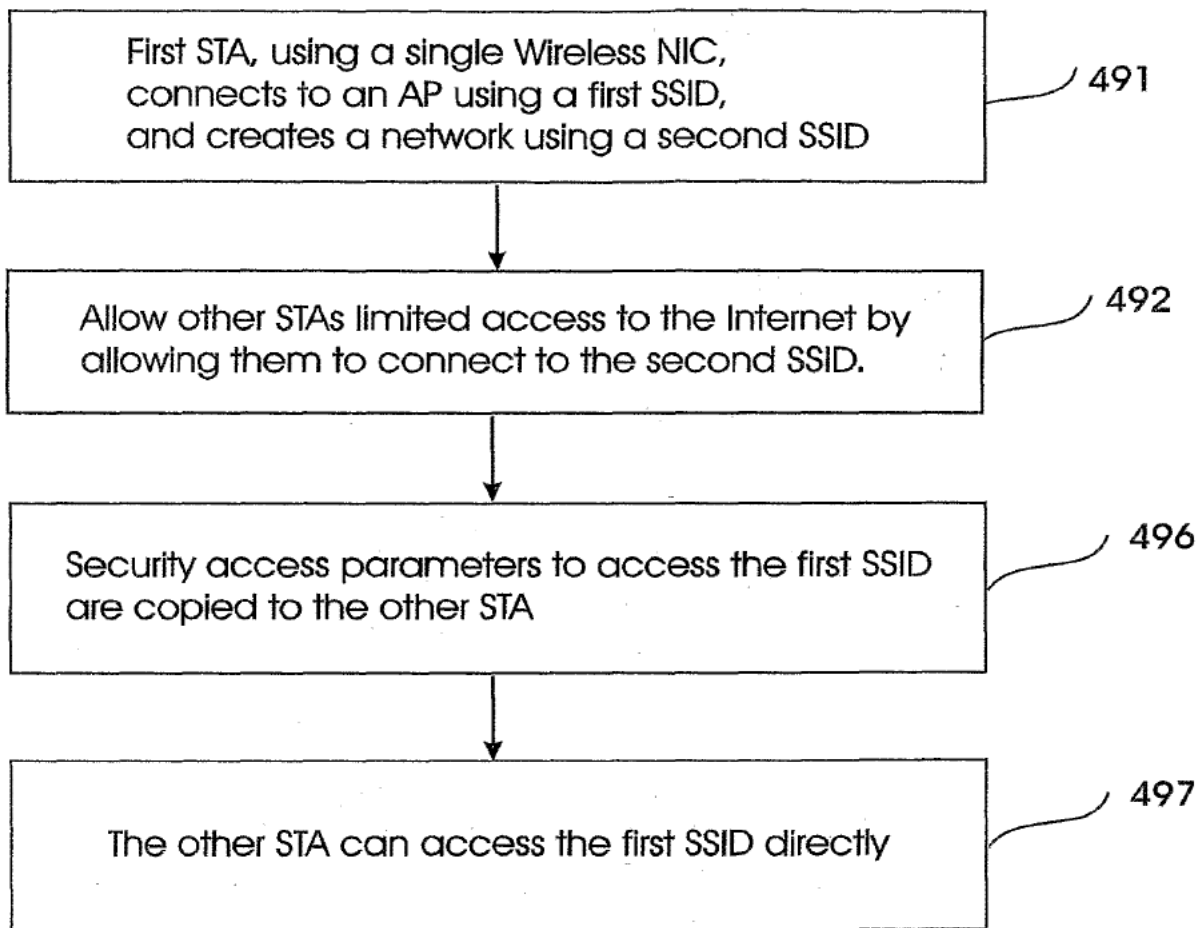 First STA, using a single Wireless NIC,
connects to an AP using a first SSID,
and creates a network using a second SSID
491
Allow other STAs limited access to the Internet by
allowing them to connect to the second SSID.
492
Security access parameters to access the first SSID
are copied to the other STA
496
The other STA can access the first SSID directly
497